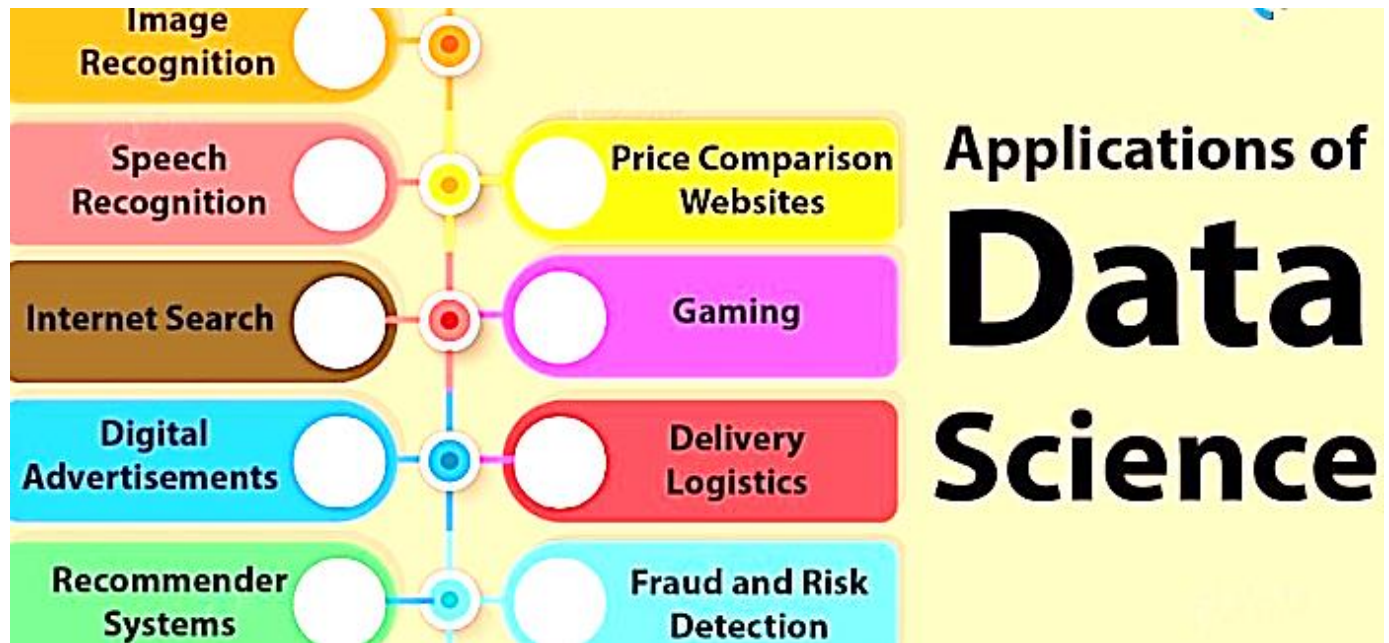 Image
Recognition
Speech
Recognition
Internet Search
Digital
Advertisements
Recommender
Systems
Price Comparison
Websites
Gaming
Delivery
Logistics
Fraud and Risk
Detection
Applications of
Data
Science